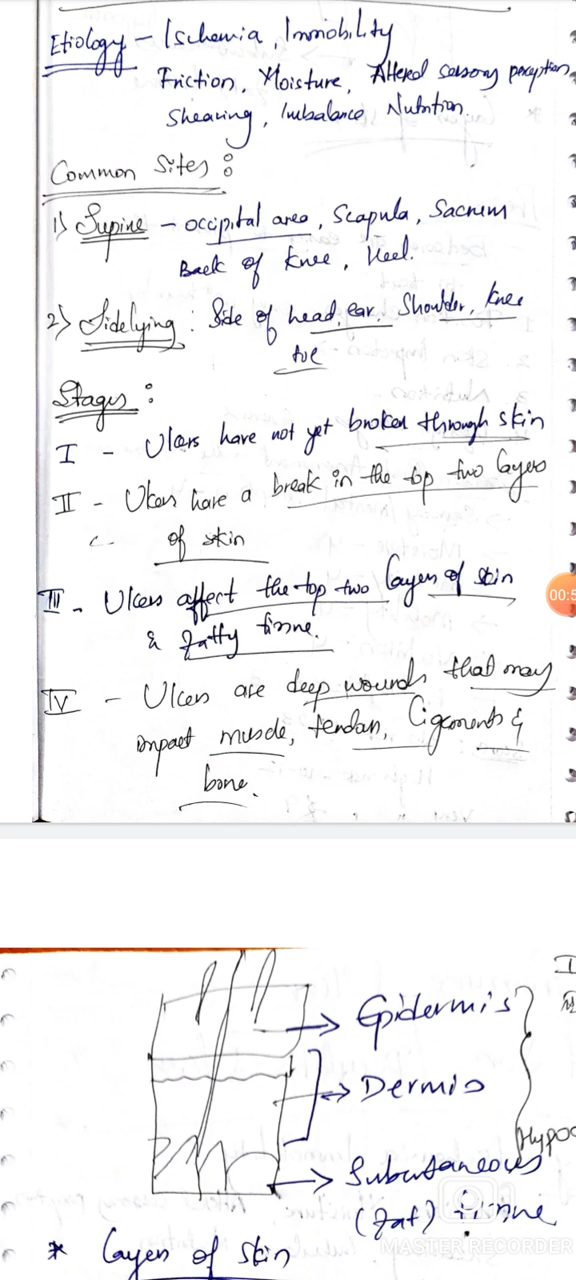 Etiology - Ischemia, Immobility
Friction, Moisture, Altered sensory perception,
Shearing, Imbalance Nutrition
Common Sites :
1) Supine - occipital area, Scapula, Sacrum
Back of Knee, Heel.
2) Sidelying : Side of head ear. Shoulder, Knee
toe
Stages :
I - Ulcers have not yet broken through skin
II - Ulcers have a break in the top two layers
of skin
III - Ulcers affect the top two layers of skin
& fatty tissue.
IV - Ulcers are deep wounds that may
impact muscle, tendon, ligaments &
bone.
00:5
I
Epidermis
Dermis
Hypo
Subcutaneous
(fat) tissue
MASTER RECORDER
* Layers of skin